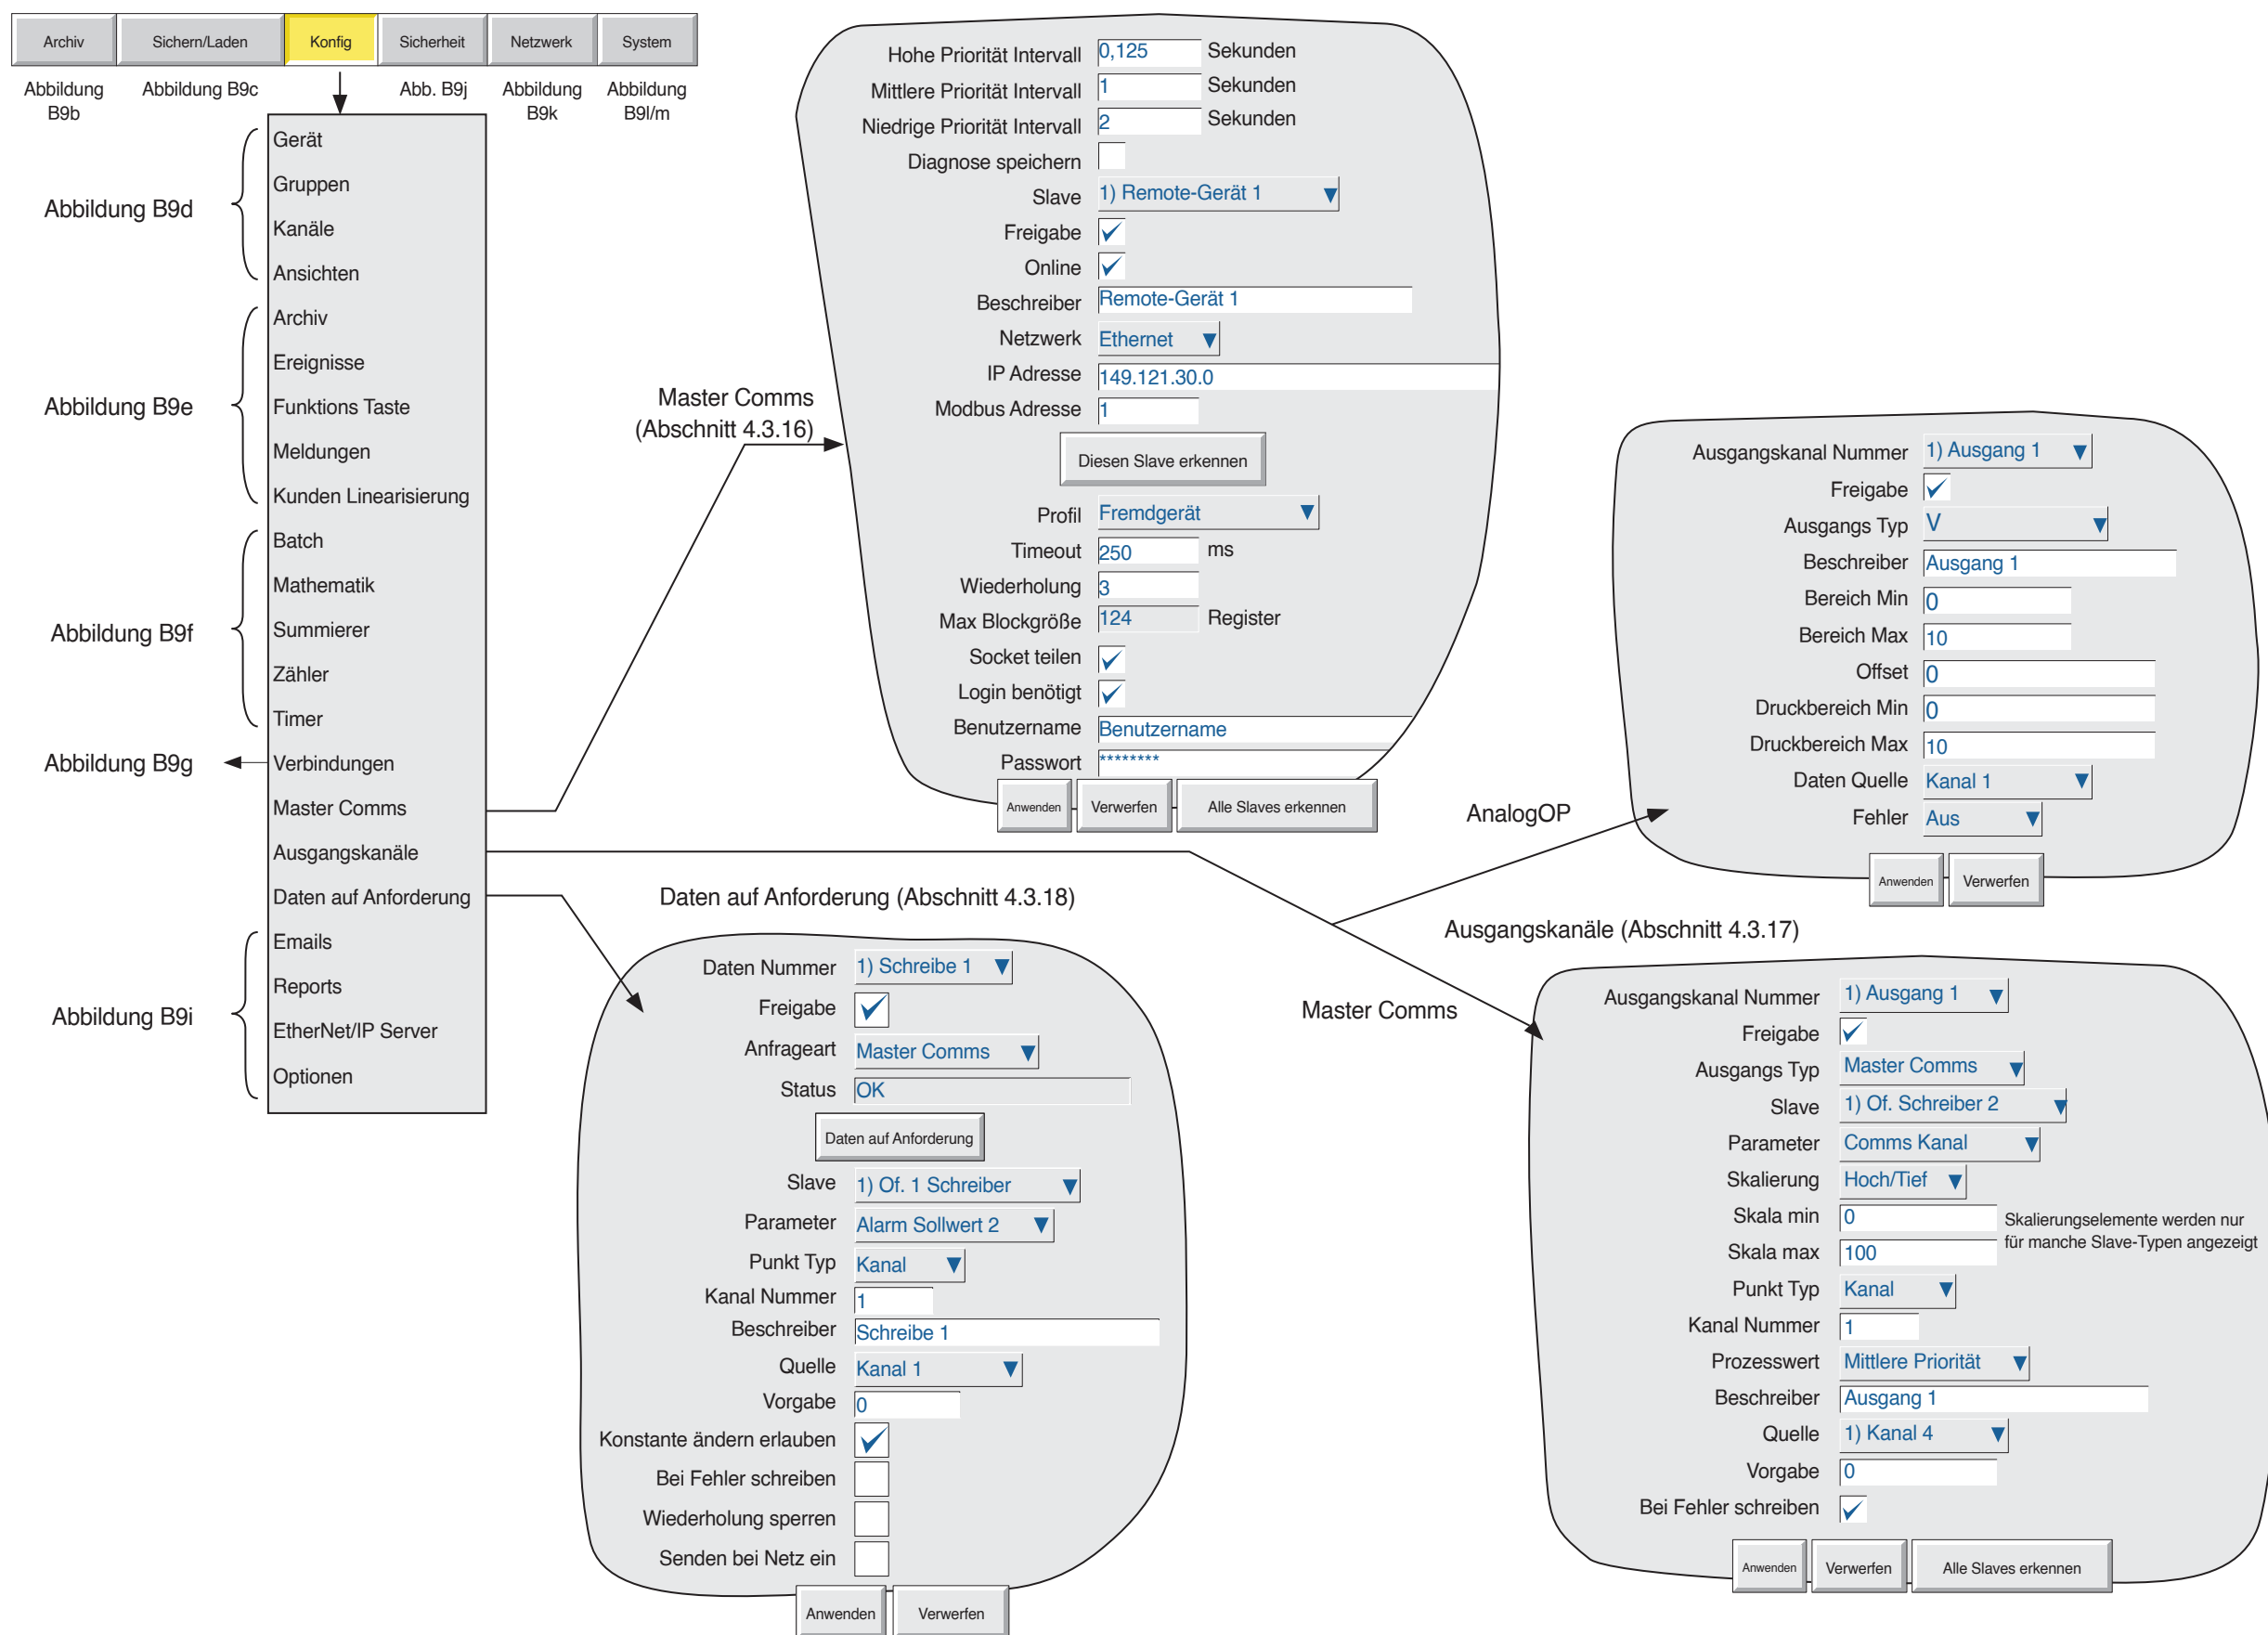 Archiv
Sichern/Laden
Konfig
Sicherheit
Netzwerk
System
Abbildung
B9b
Abbildung B9c
Abb. B9j
Abbildung
B9k
Abbildung
B9l/m
Abbildung B9d
Gerät
Gruppen
Kanäle
Ansichten
Abbildung B9e
Archiv
Ereignisse
Funktions Taste
Meldungen
Kunden Linearisierung
Abbildung B9f
Batch
Mathematik
Summierer
Zähler
Timer
Abbildung B9g
Verbindungen
Master Comms
Ausgangskanäle
Daten auf Anforderung
Abbildung B9i
Emails
Reports
EtherNet/IP Server
Optionen
Master Comms
(Abschnitt 4.3.16)
Hohe Priorität Intervall 0,125 Sekunden
Mittlere Priorität Intervall 1 Sekunden
Niedrige Priorität Intervall 2 Sekunden
Diagnose speichern
Slave 1) Remote-Gerät 1
Freigabe
Online
Beschreiber Remote-Gerät 1
Netzwerk Ethernet
IP Adresse 149.121.30.0
Modbus Adresse 1
Diesen Slave erkennen
Profil Fremdgerät
Timeout 250 ms
Wiederholung 3
Max Blockgröße 124 Register
Socket teilen
Login benötigt
Benutzername Benutzername
Passwort ********
Anwenden
Verwerfen
Alle Slaves erkennen
AnalogOP
Ausgangskanal Nummer 1) Ausgang 1
Freigabe
Ausgangs Typ V
Beschreiber Ausgang 1
Bereich Min 0
Bereich Max 10
Offset 0
Druckbereich Min 0
Druckbereich Max 10
Daten Quelle Kanal 1
Fehler Aus
Anwenden
Verwerfen
Daten auf Anforderung (Abschnitt 4.3.18)
Daten Nummer 1) Schreibe 1
Freigabe
Anfrageart Master Comms
Status OK
Daten auf Anforderung
Slave 1) Of. 1 Schreiber
Parameter Alarm Sollwert 2
Punkt Typ Kanal
Kanal Nummer 1
Beschreiber Schreibe 1
Quelle Kanal 1
Vorgabe 0
Konstante ändern erlauben
Bei Fehler schreiben
Wiederholung sperren
Senden bei Netz ein
Anwenden
Verwerfen
Ausgangskanäle (Abschnitt 4.3.17)
Master Comms
Ausgangskanal Nummer 1) Ausgang 1
Freigabe
Ausgangs Typ Master Comms
Slave 1) Of. Schreiber 2
Parameter Comms Kanal
Skalierung Hoch/Tief
Skala min 0
Skala max 100
Skalierungselemente werden nur
für manche Slave-Typen angezeigt
Punkt Typ Kanal
Kanal Nummer 1
Prozesswert Mittlere Priorität
Beschreiber Ausgang 1
Quelle 1) Kanal 4
Vorgabe 0
Bei Fehler schreiben
Anwenden
Verwerfen
Alle Slaves erkennen